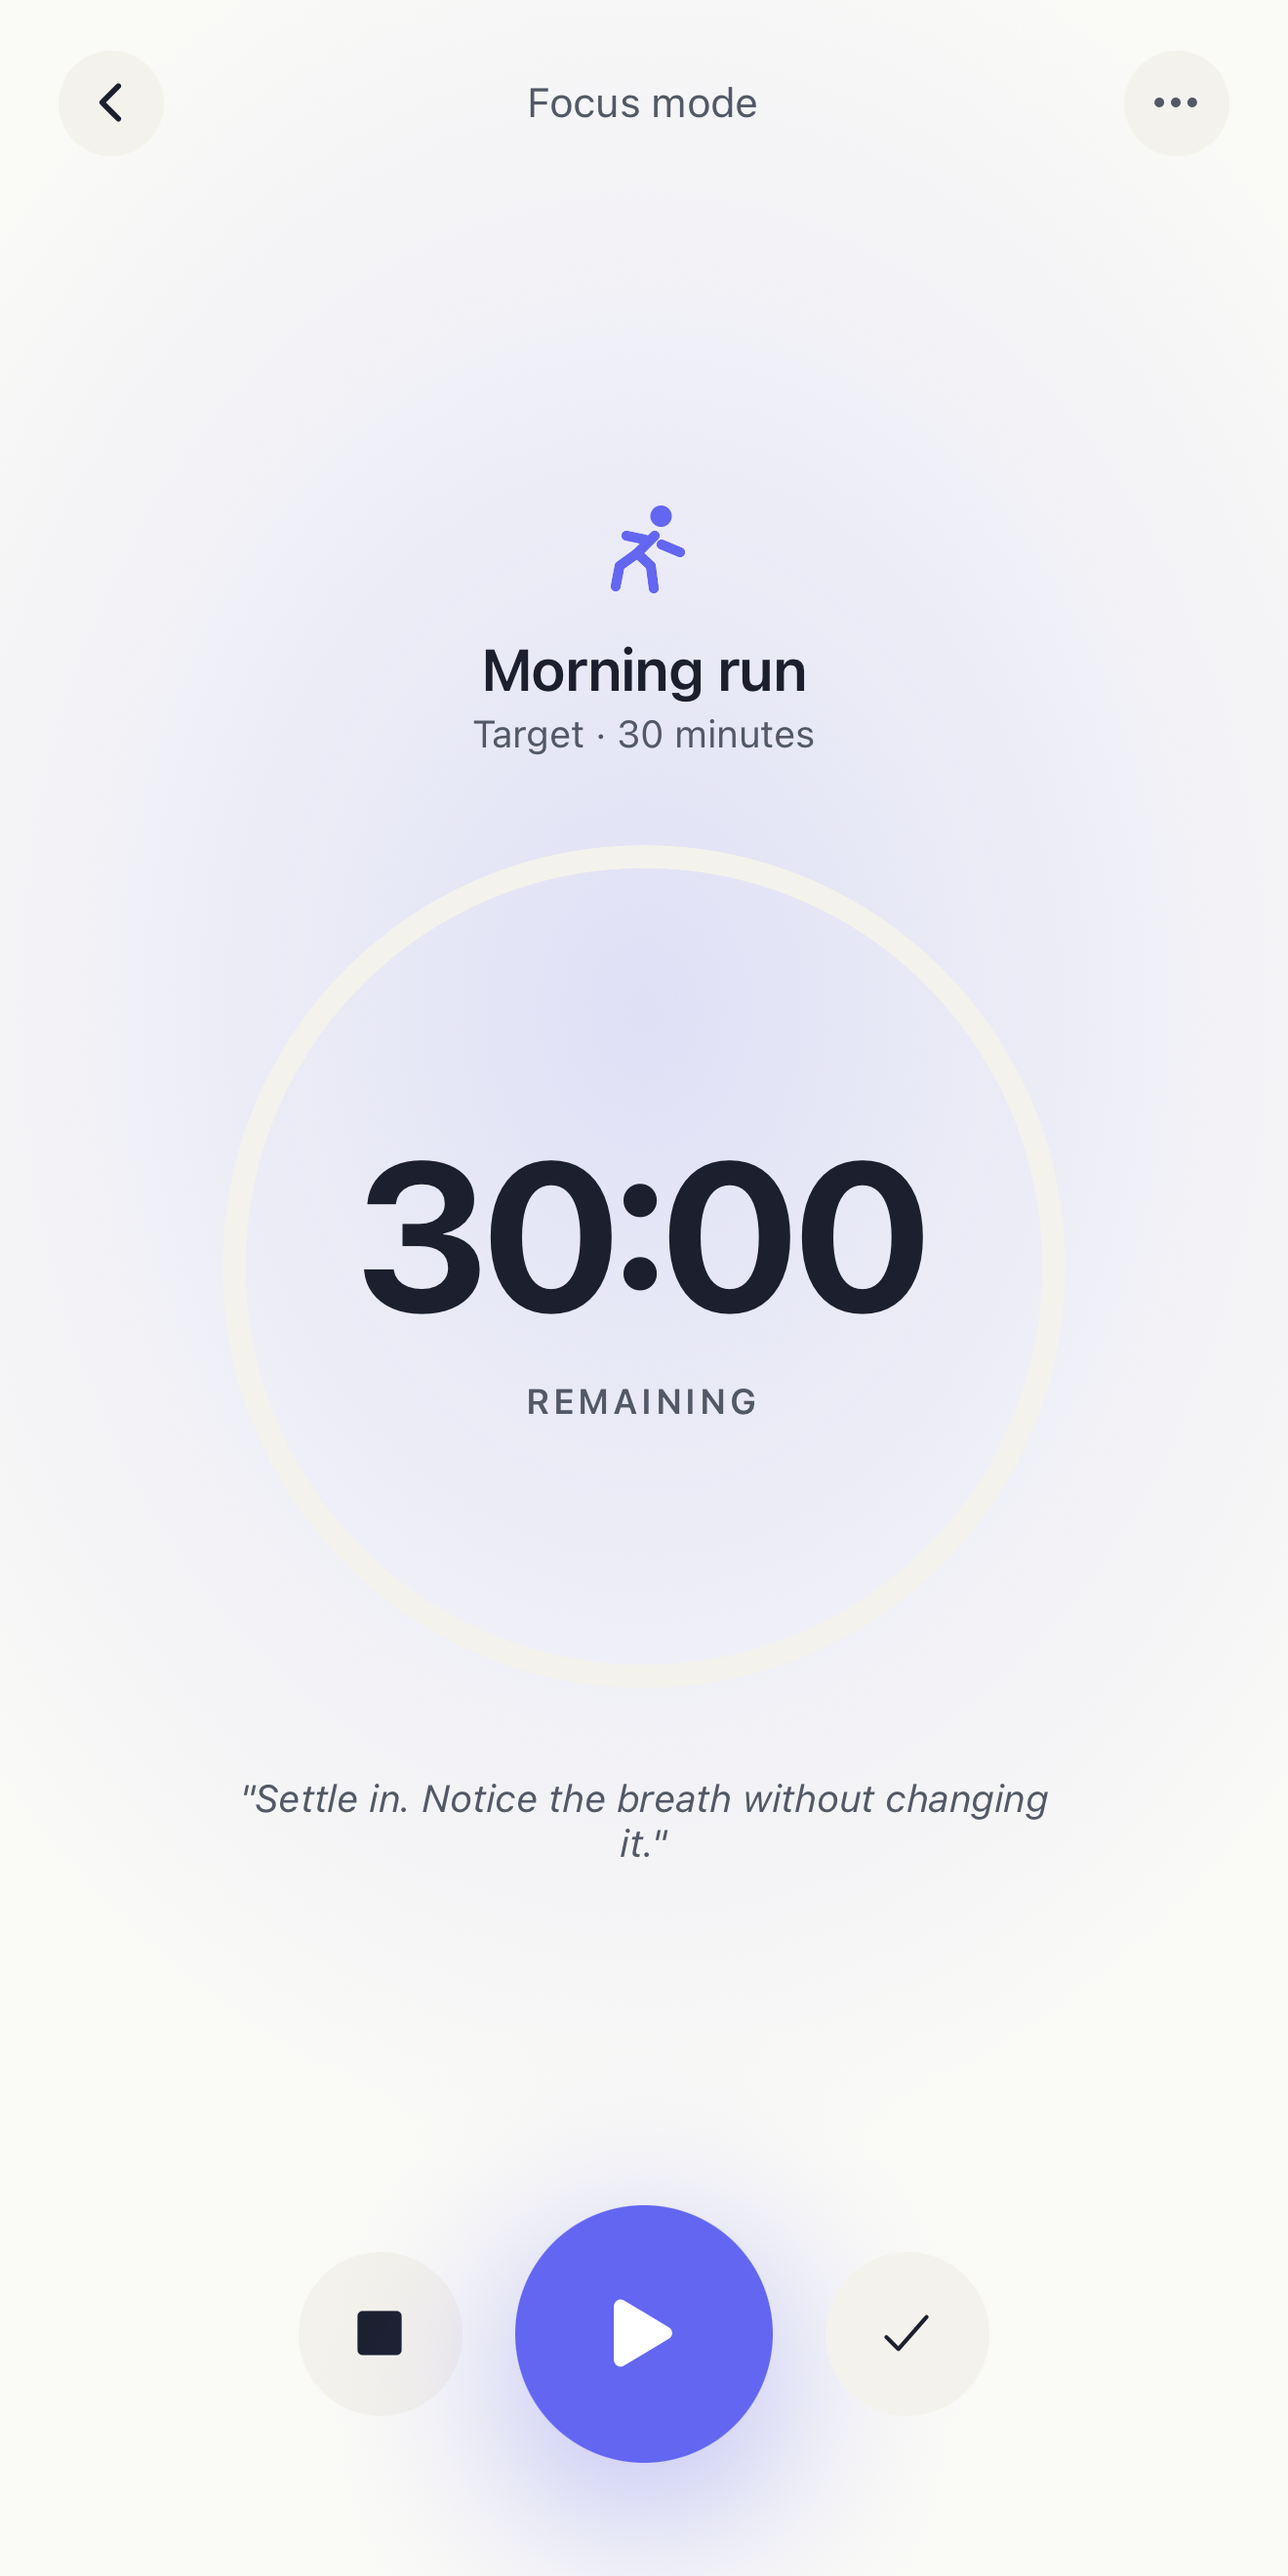 Focus mode
Morning run
Target · 30 minutes
30:00
REMAINING
"Settle in. Notice the breath without changing
it."